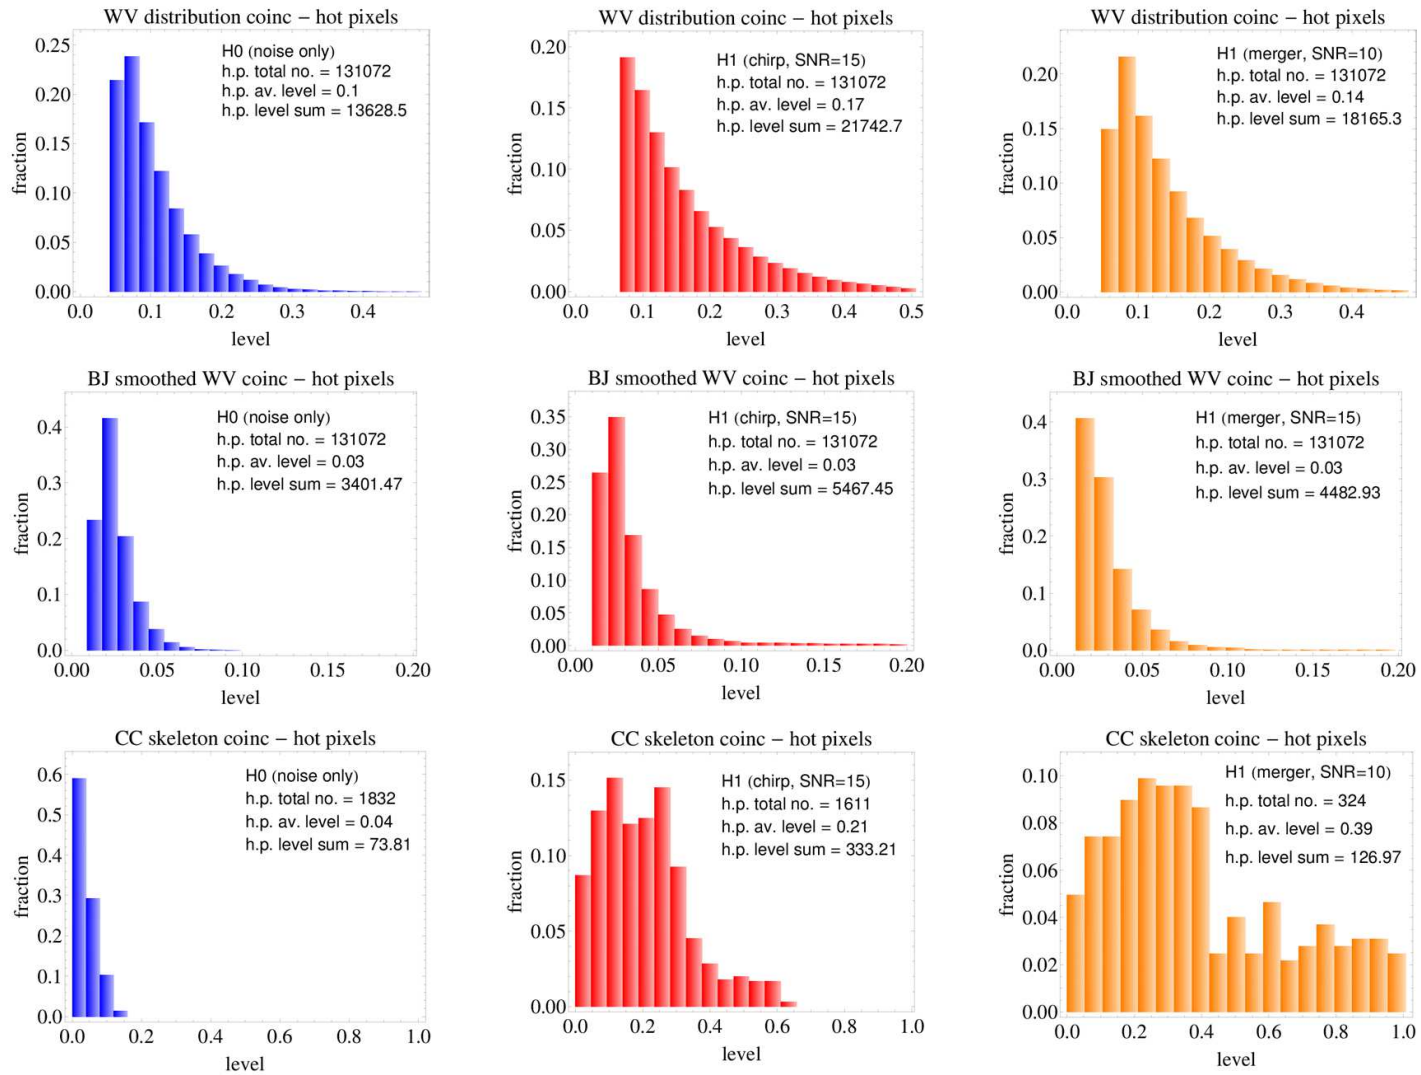 WV distribution coinc − hot pixels
H0 (noise only)
h.p. total no. = 131072
h.p. av. level = 0.1
h.p. level sum = 13628.5
fraction
0.25
0.20
0.15
0.10
0.05
0.00
0.0 0.1 0.2 0.3 0.4
level
WV distribution coinc − hot pixels
H1 (chirp, SNR=15)
h.p. total no. = 131072
h.p. av. level = 0.17
h.p. level sum = 21742.7
fraction
0.20
0.15
0.10
0.05
0.00
0.0 0.1 0.2 0.3 0.4 0.5
level
WV distribution coinc − hot pixels
H1 (merger, SNR=10)
h.p. total no. = 131072
h.p. av. level = 0.14
h.p. level sum = 18165.3
fraction
0.20
0.15
0.10
0.05
0.00
0.0 0.1 0.2 0.3 0.4
level
BJ smoothed WV coinc − hot pixels
H0 (noise only)
h.p. total no. = 131072
h.p. av. level = 0.03
h.p. level sum = 3401.47
fraction
0.4
0.3
0.2
0.1
0.0
0.00 0.05 0.10 0.15 0.20
level
BJ smoothed WV coinc − hot pixels
H1 (chirp, SNR=15)
h.p. total no. = 131072
h.p. av. level = 0.03
h.p. level sum = 5467.45
fraction
0.35
0.30
0.25
0.20
0.15
0.10
0.05
0.00
0.00 0.05 0.10 0.15 0.20
level
BJ smoothed WV coinc − hot pixels
H1 (merger, SNR=15)
h.p. total no. = 131072
h.p. av. level = 0.03
h.p. level sum = 4482.93
fraction
0.4
0.3
0.2
0.1
0.0
0.00 0.05 0.10 0.15 0.20
level
CC skeleton coinc − hot pixels
H0 (noise only)
h.p. total no. = 1832
h.p. av. level = 0.04
h.p. level sum = 73.81
fraction
0.6
0.5
0.4
0.3
0.2
0.1
0.0
0.0 0.2 0.4 0.6 0.8 1.0
level
CC skeleton coinc − hot pixels
H1 (chirp, SNR=15)
h.p. total no. = 1611
h.p. av. level = 0.21
h.p. level sum = 333.21
fraction
0.15
0.10
0.05
0.00
0.0 0.2 0.4 0.6 0.8 1.0
level
CC skeleton coinc − hot pixels
H1 (merger, SNR=10)
h.p. total no. = 324
h.p. av. level = 0.39
h.p. level sum = 126.97
fraction
0.10
0.08
0.06
0.04
0.02
0.00
0.0 0.2 0.4 0.6 0.8 1.0
level